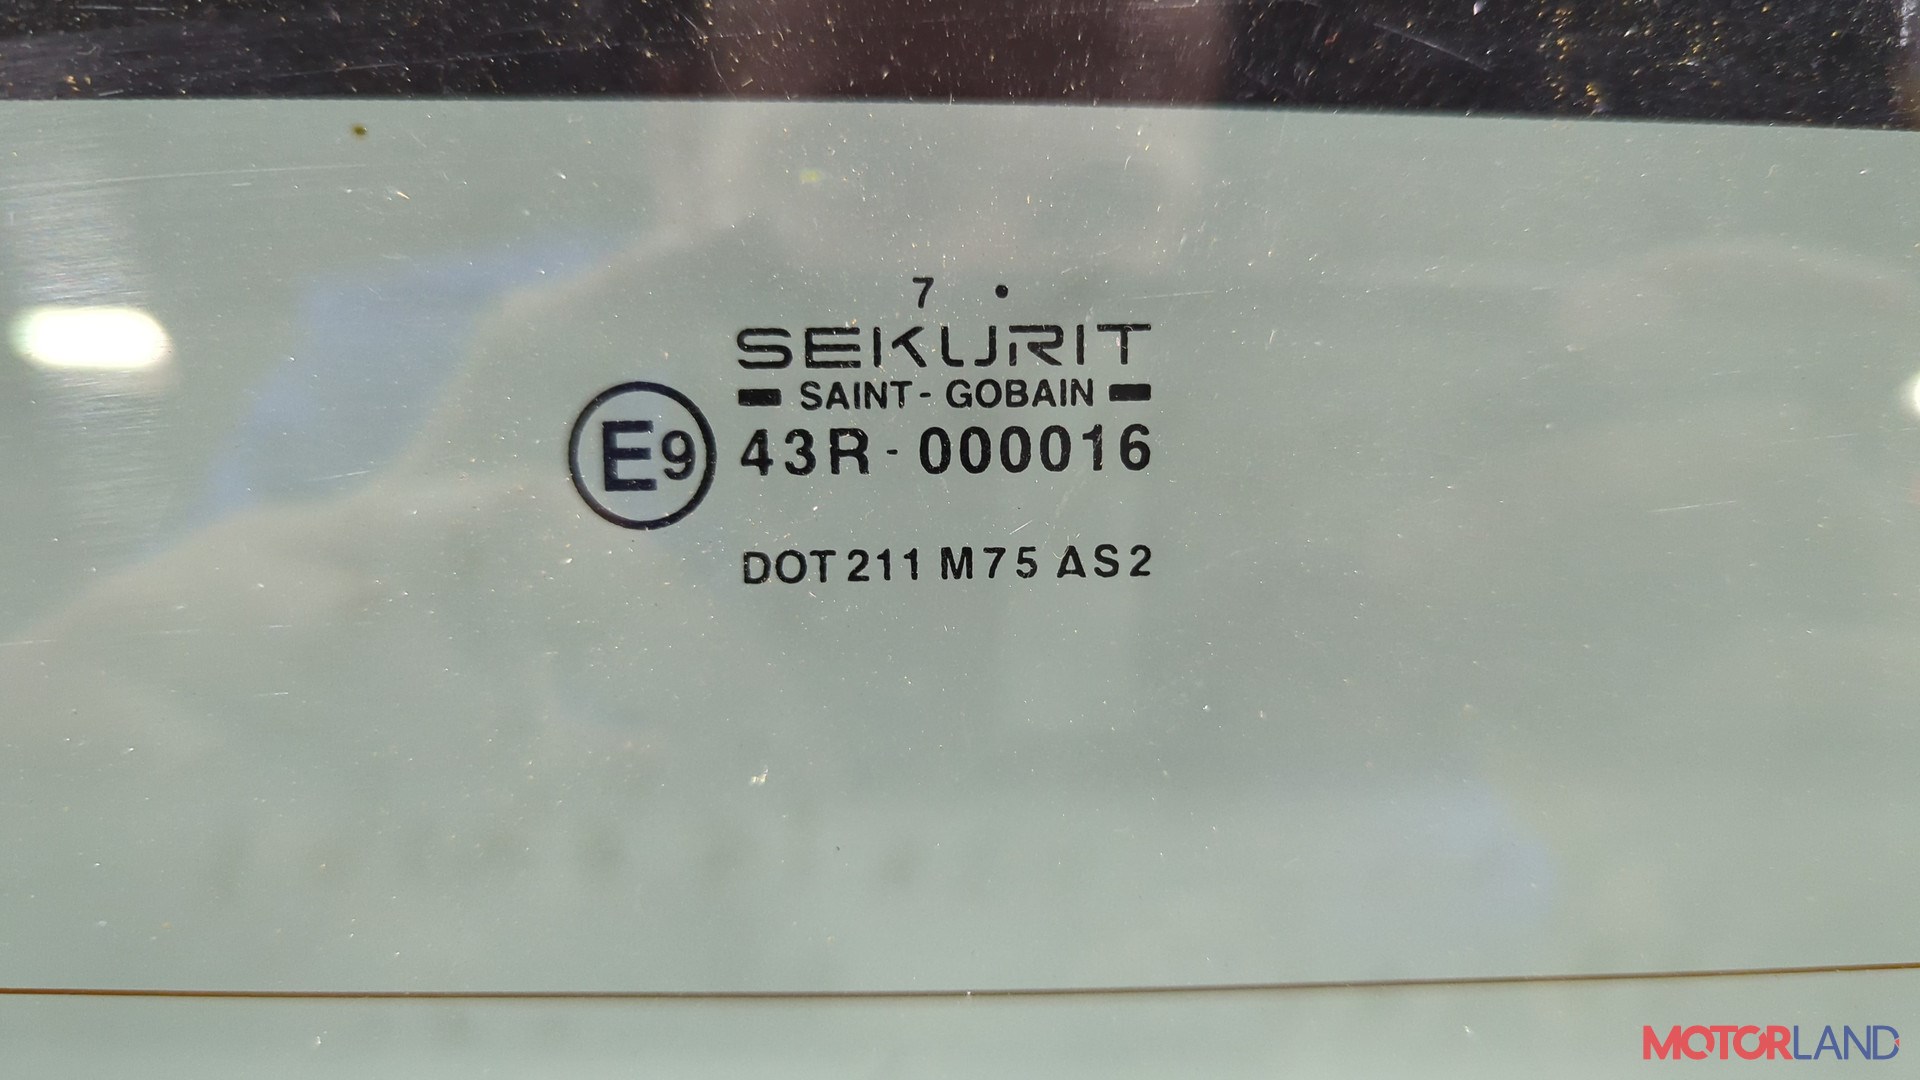 7 •
SEKURIT
SAINT-GOBAIN
E9 43R-000016
DOT 211 M75 AS2
MOTORLAND